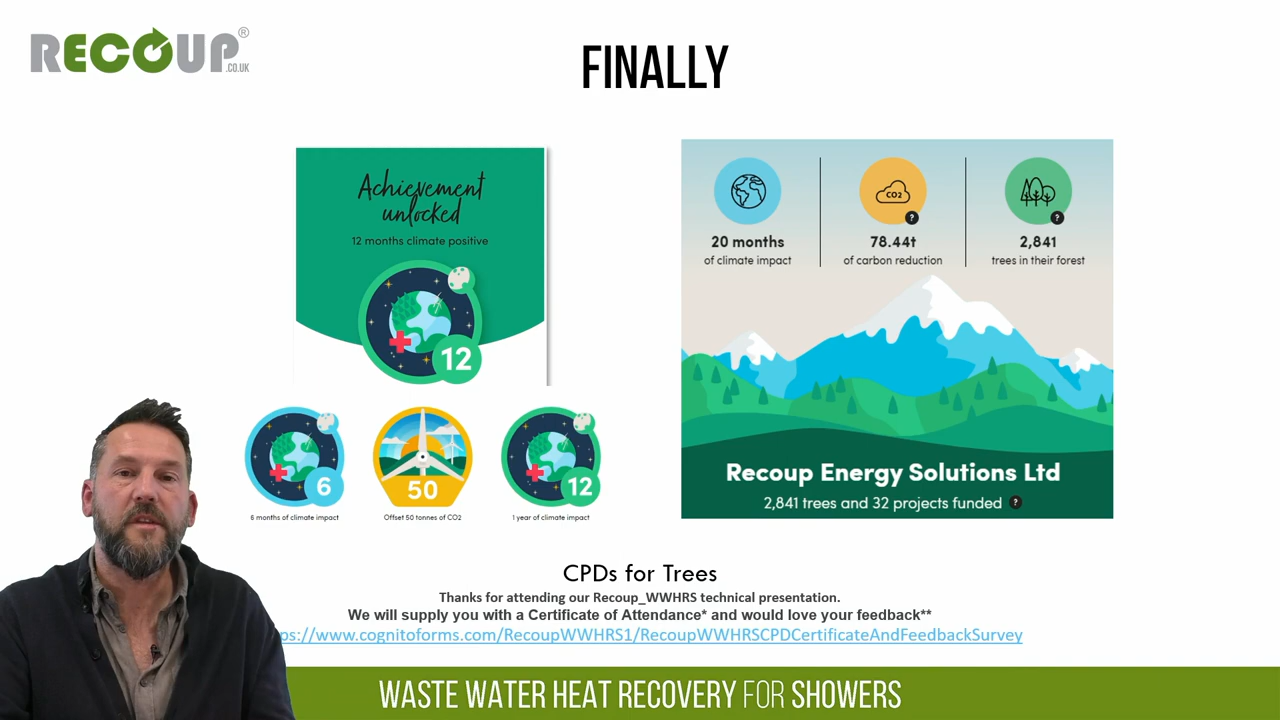 RECOUP®
.CO.UK
FINALLY
Achievement
unlocked
12 months climate positive
12
6
6 months of climate impact
50
Offset 50 tonnes of CO2
12
1 year of climate impact
20 months
of climate impact
CO2
?
78.44t
of carbon reduction
?
2,841
trees in their forest
Recoup Energy Solutions Ltd
2,841 trees and 32 projects funded ?
CPDs for Trees
Thanks for attending our Recoup_WWHRS technical presentation.
We will supply you with a Certificate of Attendance* and would love your feedback**
ps://www.cognitoforms.com/RecoupWWHRS1/RecoupWWHRSCPDCertificateAndFeedbackSurvey
WASTE WATER HEAT RECOVERY FOR SHOWERS